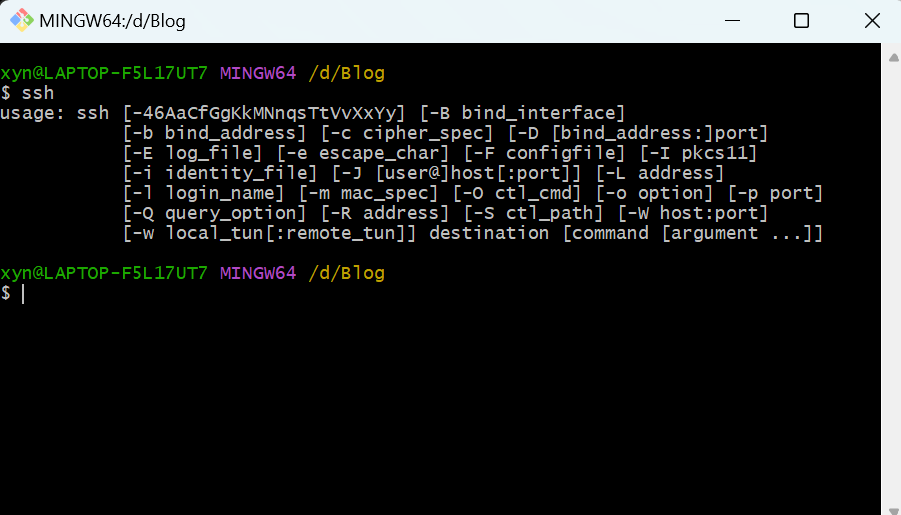 MINGW64:/d/Blog
xyn@LAPTOP-F5L17UT7 MINGW64 /d/Blog
$ ssh
usage: ssh [-46AaCfGgKkMNnqsTtVvXxYy] [-B bind_interface]
           [-b bind_address] [-c cipher_spec] [-D [bind_address:]port]
           [-E log_file] [-e escape_char] [-F configfile] [-I pkcs11]
           [-i identity_file] [-J [user@]host[:port]] [-L address]
           [-l login_name] [-m mac_spec] [-O ctl_cmd] [-o option] [-p port]
           [-Q query_option] [-R address] [-S ctl_path] [-W host:port]
           [-w local_tun[:remote_tun]] destination [command [argument ...]]
xyn@LAPTOP-F5L17UT7 MINGW64 /d/Blog
$